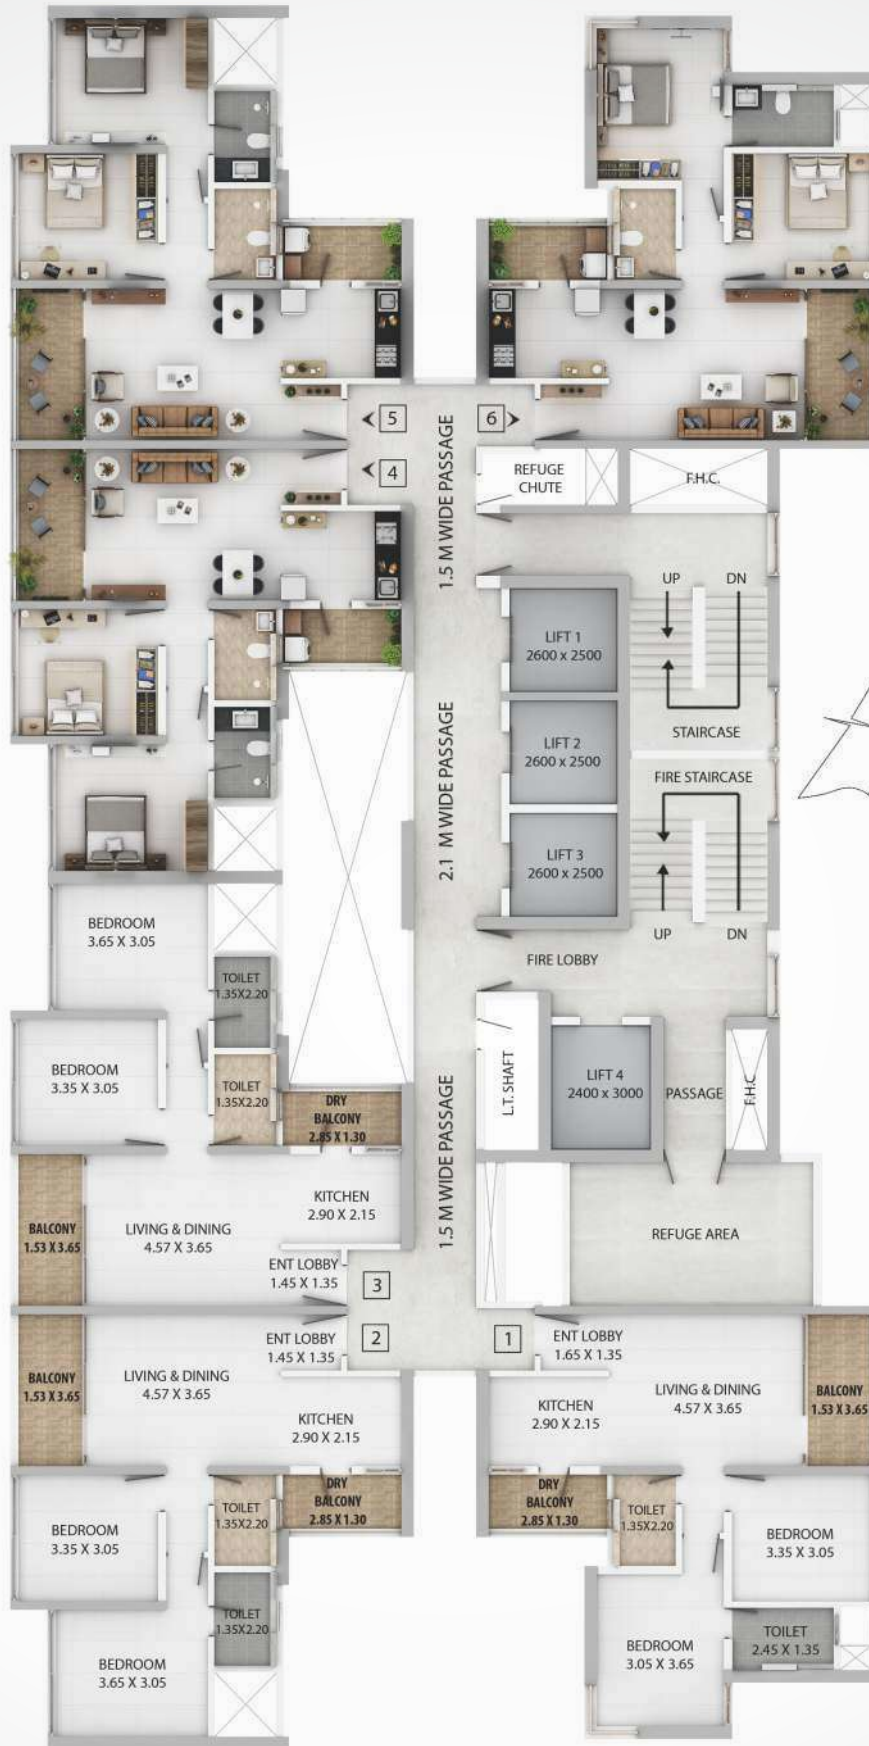 5
6
4
1.5 M WIDE PASSAGE
REFUGE
CHUTE
F.H.C.
UP
DN
LIFT 1
2600 x 2500
STAIRCASE
2.1 M WIDE PASSAGE
LIFT 2
2600 x 2500
FIRE STAIRCASE
LIFT 3
2600 x 2500
UP
DN
BEDROOM
3.65 X 3.05
FIRE LOBBY
TOILET
1.35X2.20
BEDROOM
3.35 X 3.05
TOILET
1.35X2.20
DRY
BALCONY
2.85 X 1.30
L.T. SHAFT
LIFT 4
2400 x 3000
PASSAGE
F.H.C
1.5 M WIDE PASSAGE
KITCHEN
2.90 X 2.15
BALCONY
1.53 X 3.65
LIVING & DINING
4.57 X 3.65
ENT LOBBY
1.45 X 1.35
3
REFUGE AREA
ENT LOBBY
1.45 X 1.35
2
1
ENT LOBBY
1.65 X 1.35
BALCONY
1.53 X 3.65
LIVING & DINING
4.57 X 3.65
KITCHEN
2.90 X 2.15
KITCHEN
2.90 X 2.15
LIVING & DINING
4.57 X 3.65
BALCONY
1.53 X 3.65
DRY
BALCONY
2.85 X 1.30
DRY
BALCONY
2.85 X 1.30
TOILET
1.35X2.20
TOILET
1.35X2.20
BEDROOM
3.35 X 3.05
BEDROOM
3.35 X 3.05
TOILET
1.35X2.20
BEDROOM
3.65 X 3.05
BEDROOM
3.05 X 3.65
TOILET
2.45 X 1.35